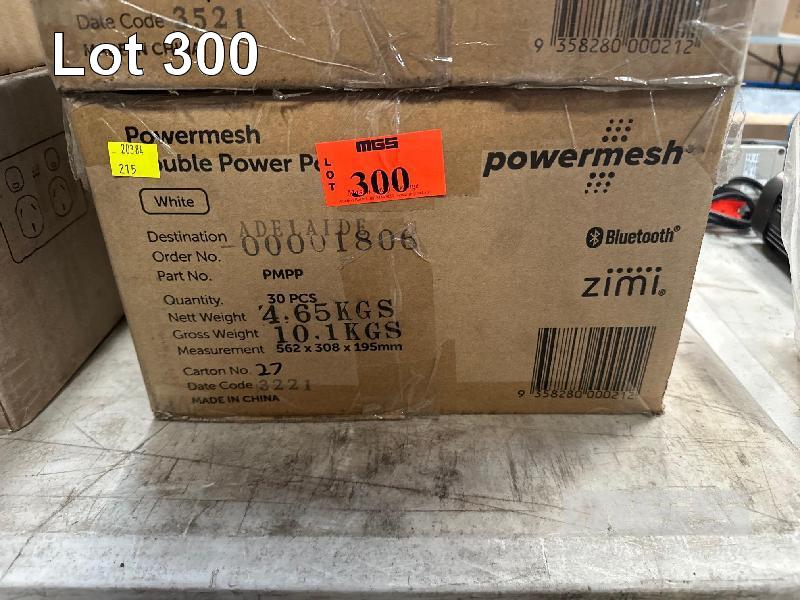 Date Code 3521
Lot 300
9 358280 000212
Powermesh
20384
215
ouble Power Po
MGS
LOT
300
powermesh®
White
Destination ADELAIDE
Order No. 00001806
Part No. PMPP
Bluetooth®
zimi®
Quantity. 30 PCS
Nett Weight 4.65KGS
Gross Weight 10.1KGS
Measurement 562 x 308 x 195mm
Carton No. 27
Date Code 3221
MADE IN CHINA
9 358280 000212